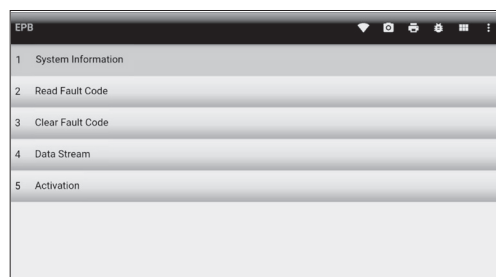 EPB
1 System Information
2 Read Fault Code
3 Clear Fault Code
4 Data Stream
5 Activation